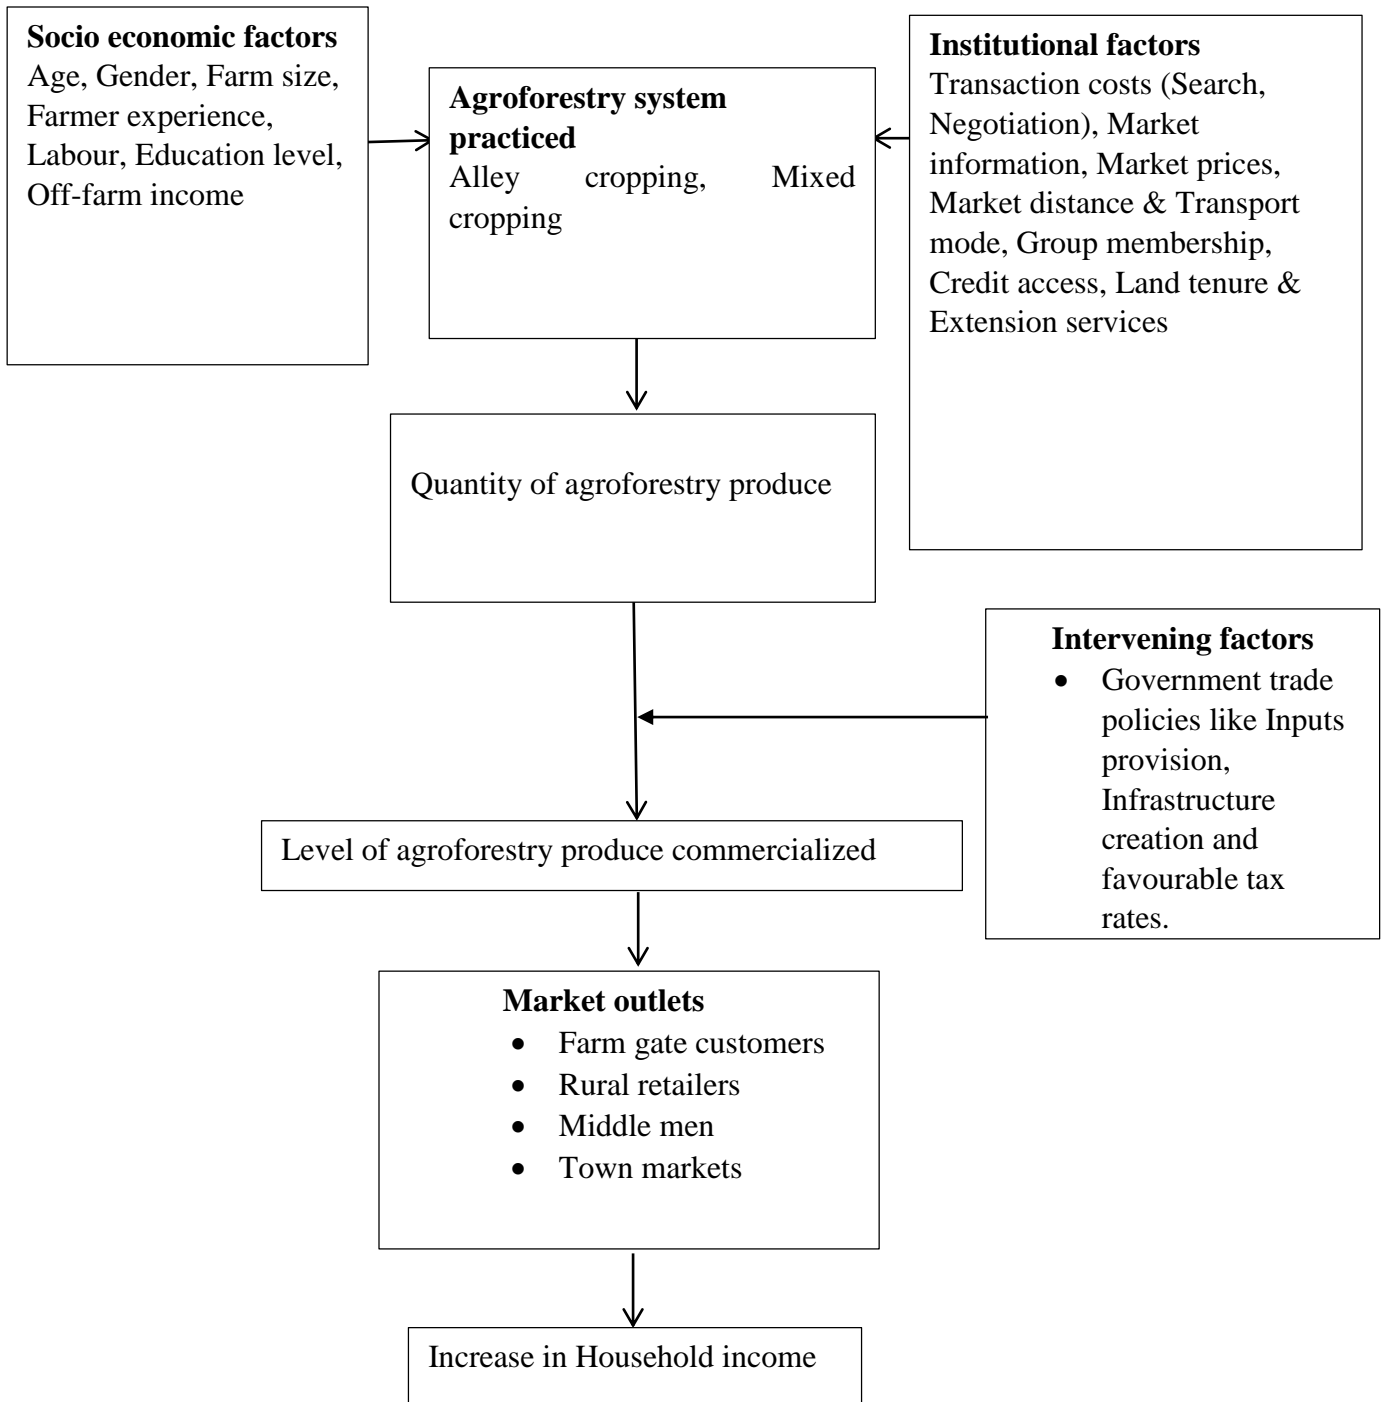 Socio economic factors
Age, Gender, Farm size,
Farmer experience,
Labour, Education level,
Off-farm income
Agroforestry system
practiced
Alley cropping, Mixed
cropping
Institutional factors
Transaction costs (Search,
Negotiation), Market
information, Market prices,
Market distance & Transport
mode, Group membership,
Credit access, Land tenure &
Extension services
Quantity of agroforestry produce
Intervening factors
• Government trade
policies like Inputs
provision,
Infrastructure
creation and
favourable tax
rates.
Level of agroforestry produce commercialized
Market outlets
• Farm gate customers
• Rural retailers
• Middle men
• Town markets
Increase in Household income